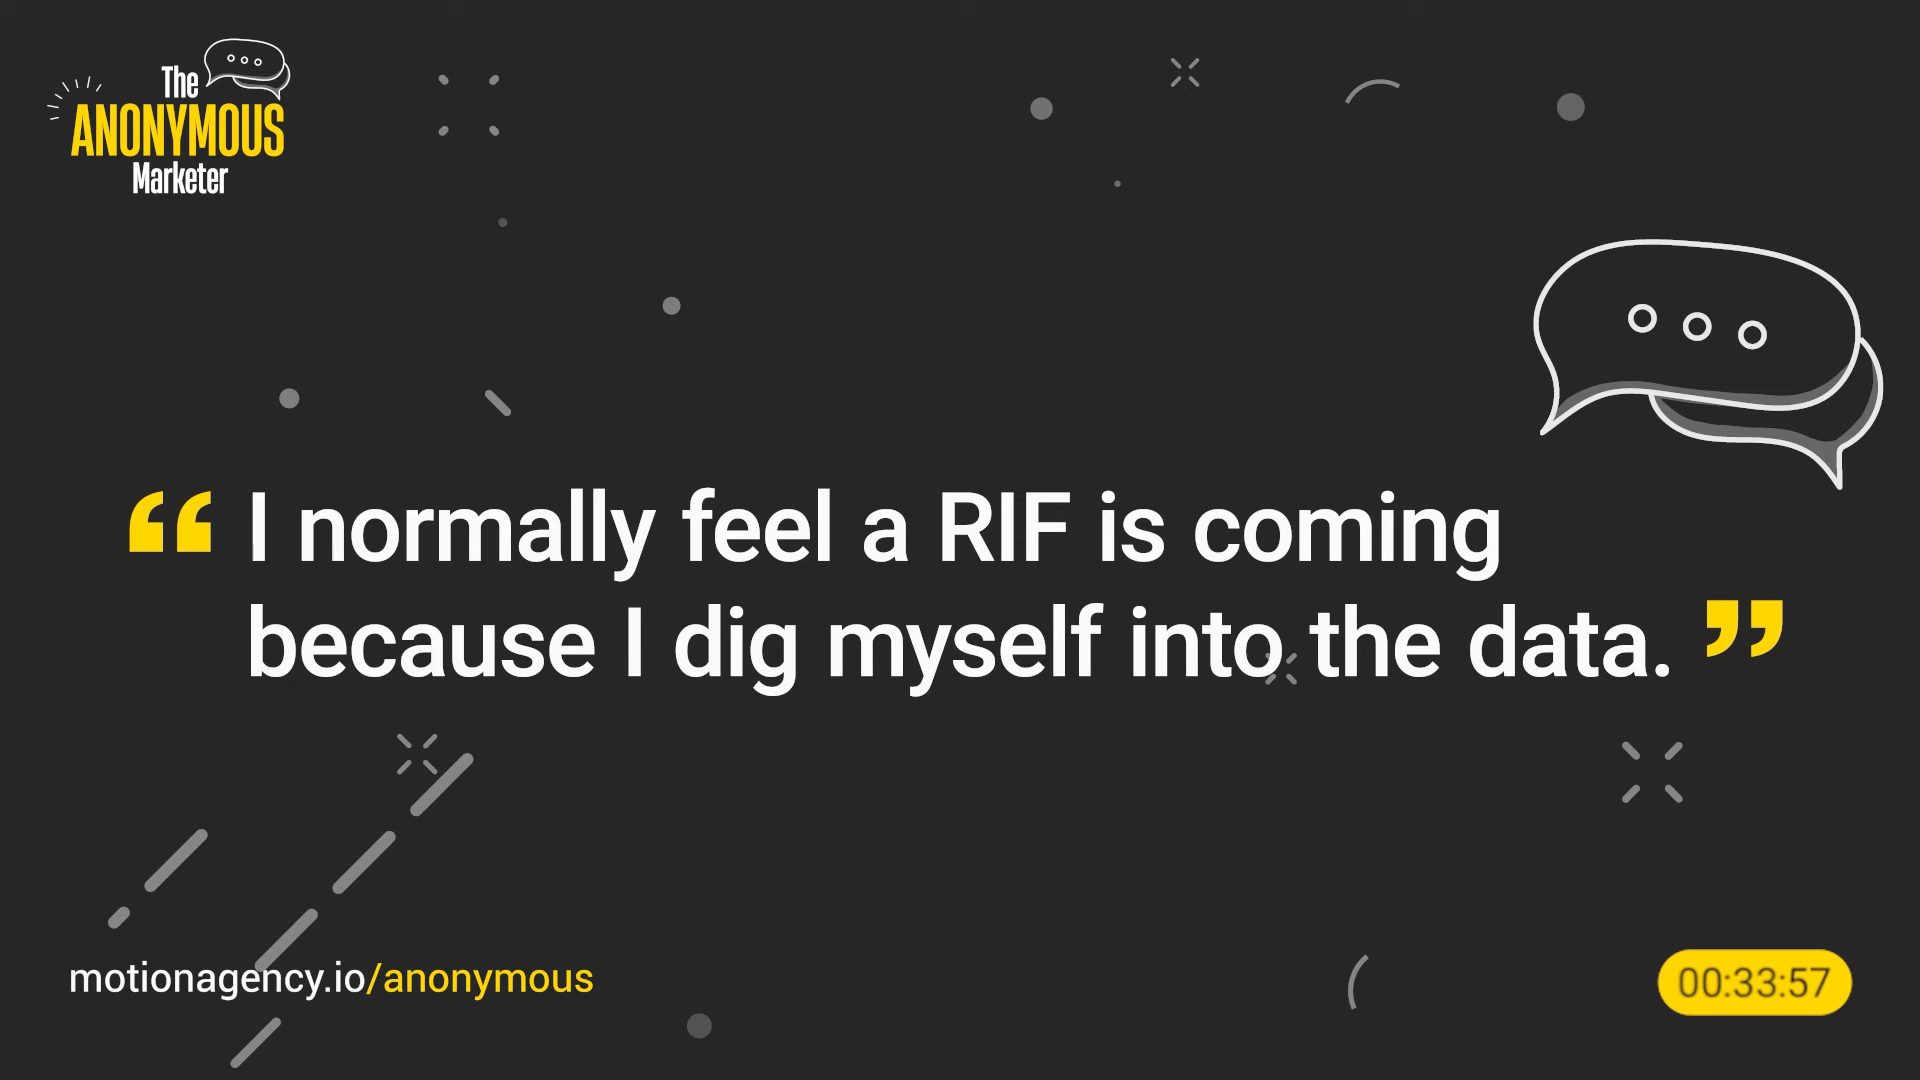 The
ANONYMOUS
Marketer
“ I normally feel a RIF is coming
because I dig myself into the data. ”
motionagency.io/anonymous
00:33:57